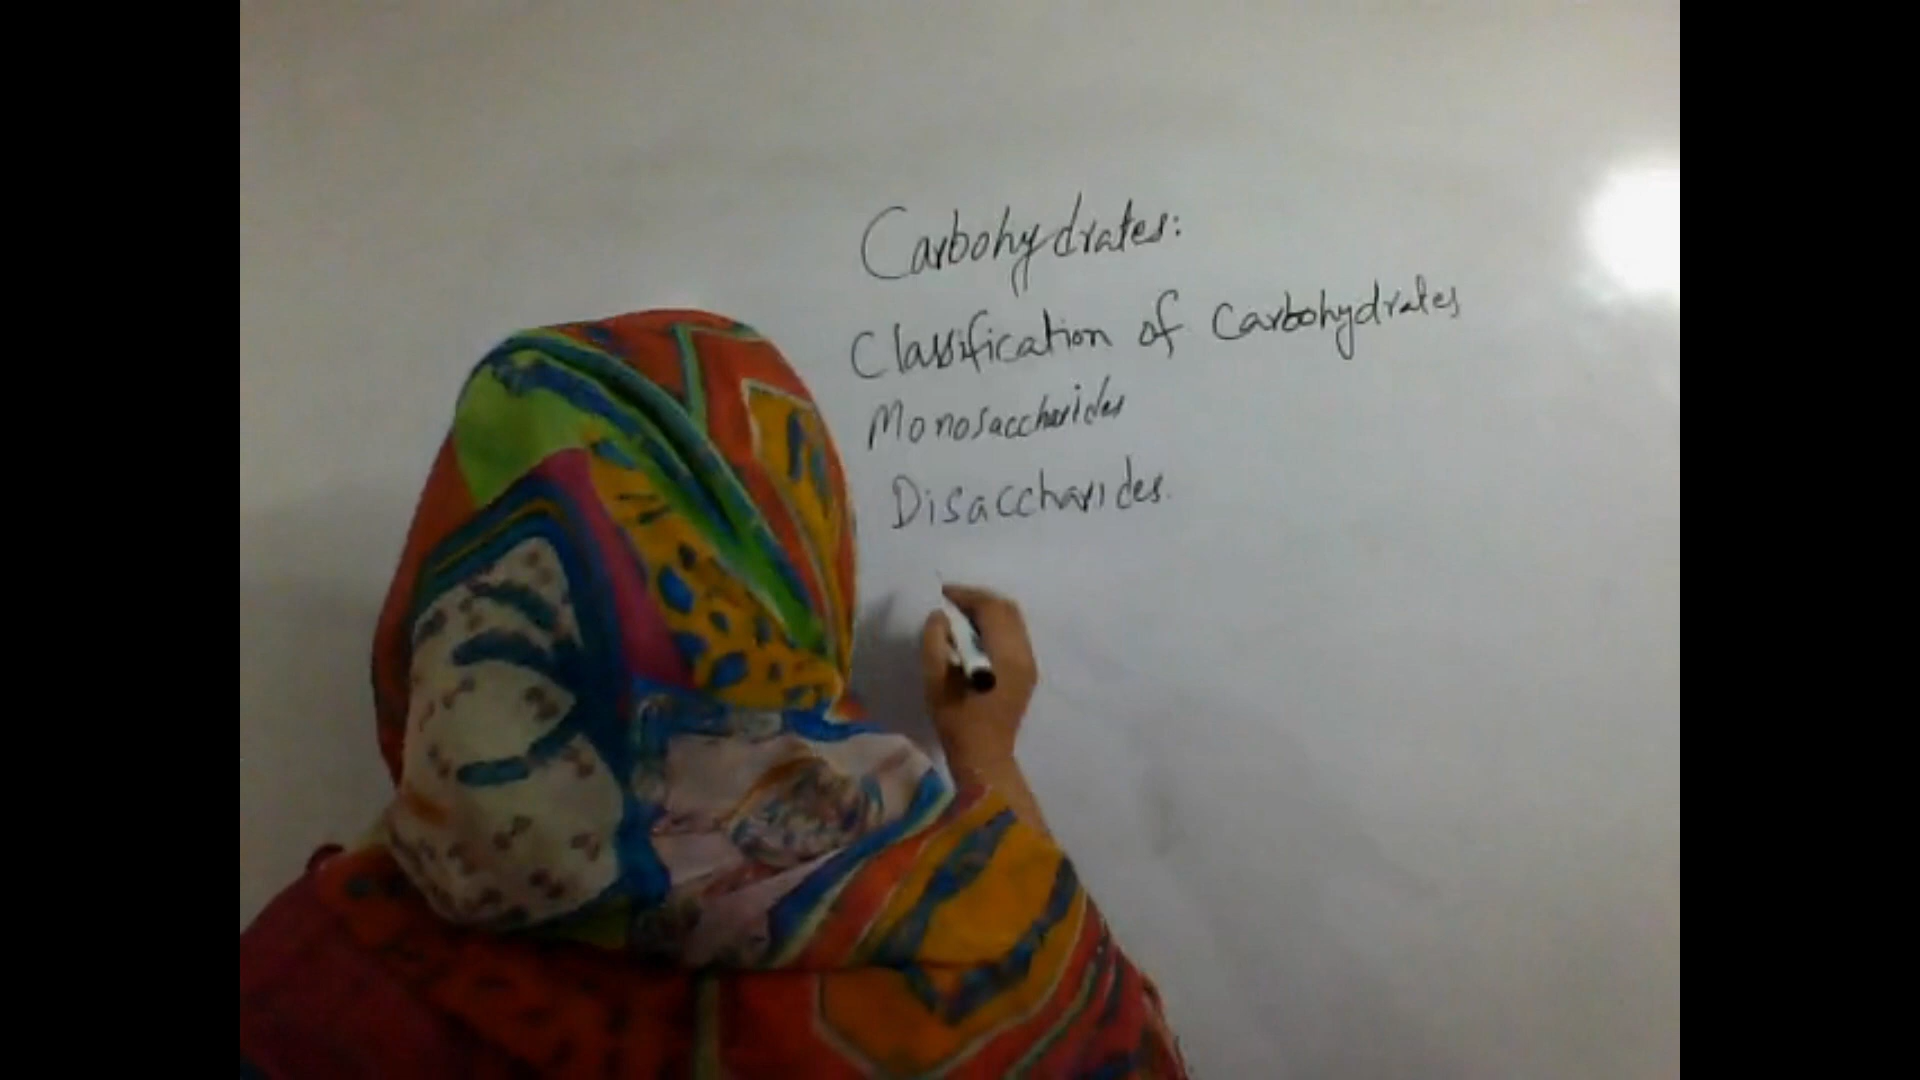 Carbohydrates:
Classification of Carbohydrates
Monosaccharides
Disaccharides.